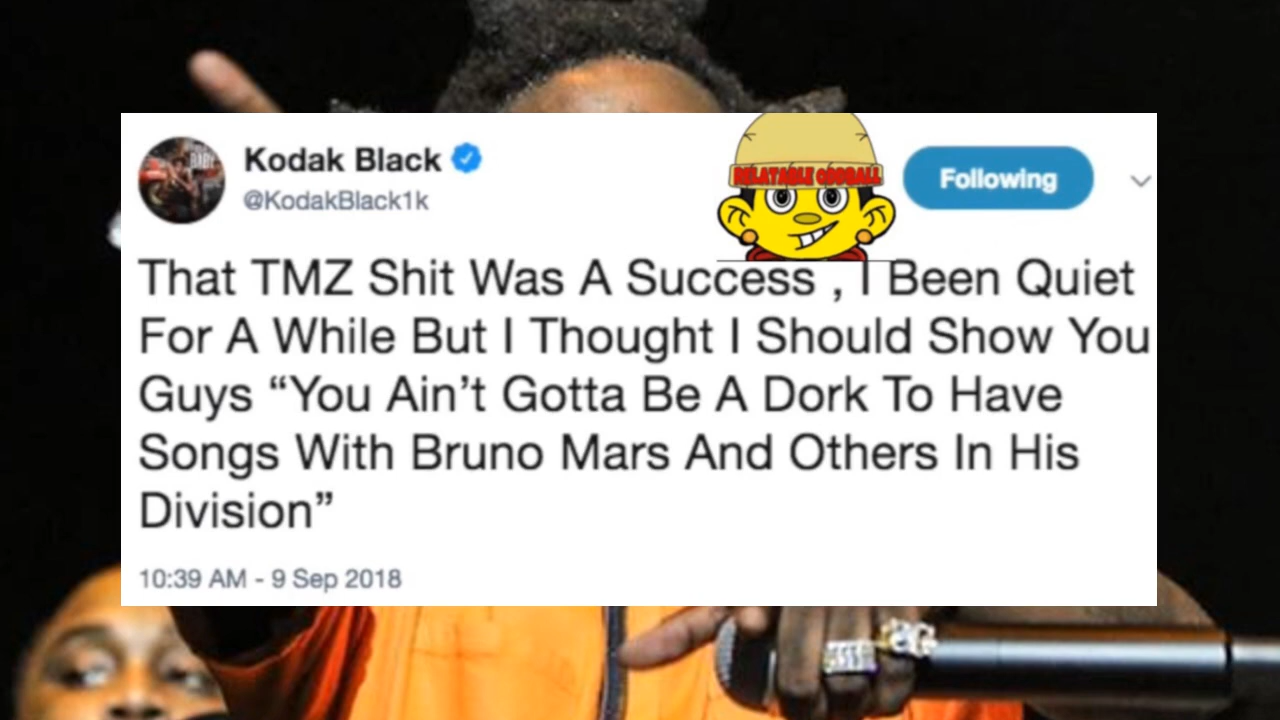 Kodak Black
@KodakBlack1k
RELATABLE ODDBALL
Following
That TMZ Shit Was A Success , I Been Quiet
For A While But I Thought I Should Show You
Guys “You Ain’t Gotta Be A Dork To Have
Songs With Bruno Mars And Others In His
Division”
10:39 AM - 9 Sep 2018